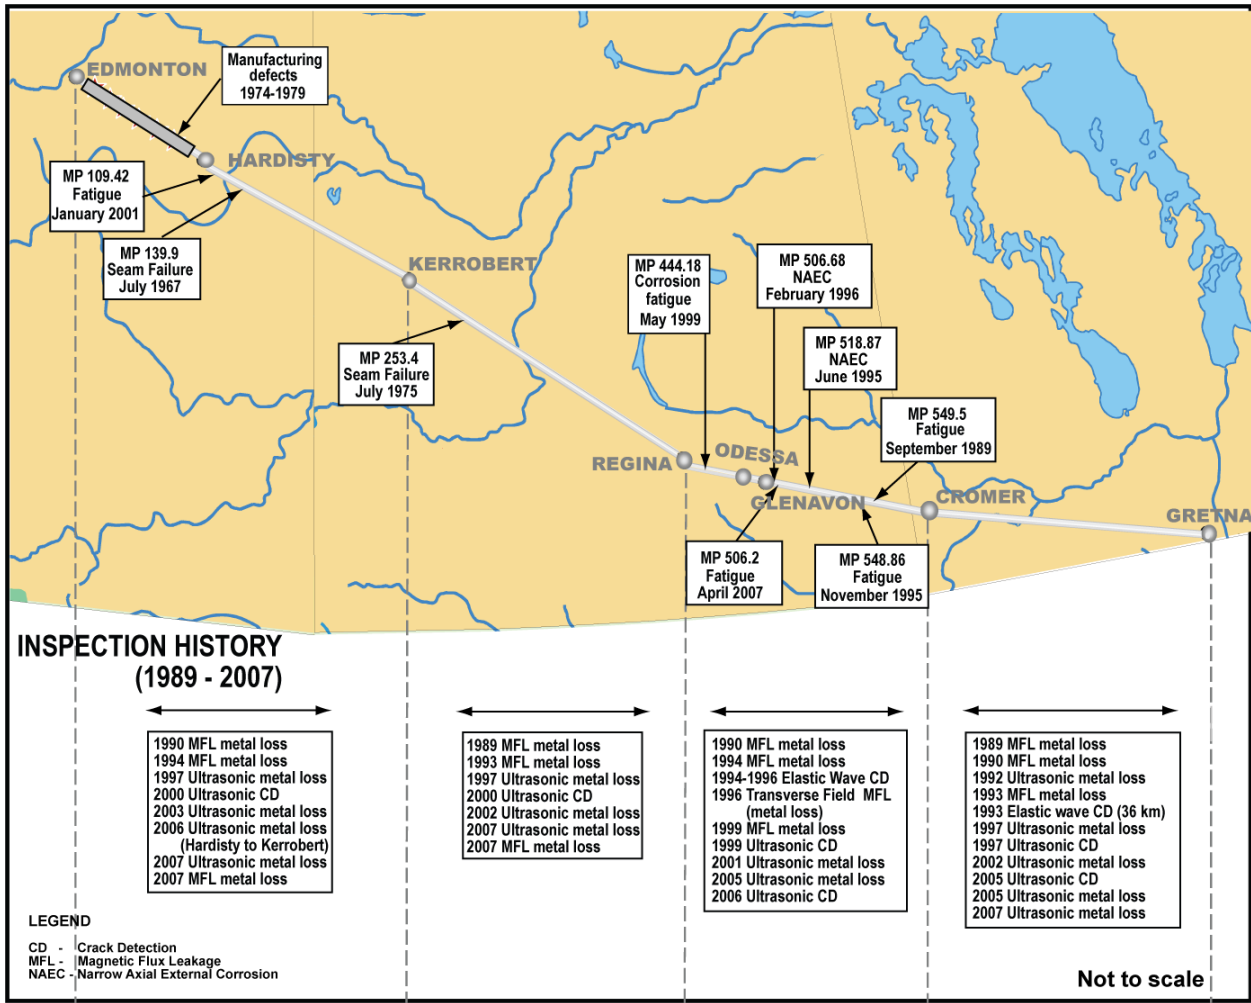 EDMONTON
Manufacturing
defects
1974-1979
HARDISTY
MP 109.42
Fatigue
January 2001
MP 139.9
Seam Failure
July 1967
KERROBERT
MP 253.4
Seam Failure
July 1975
MP 444.18
Corrosion
fatigue
May 1999
MP 506.68
NAEC
February 1996
MP 518.87
NAEC
June 1995
MP 549.5
Fatigue
September 1989
REGINA
ODESSA
GLENAVON
CROMER
GRETNA
MP 506.2
Fatigue
April 2007
MP 548.86
Fatigue
November 1995
INSPECTION HISTORY
(1989 - 2007)
1990 MFL metal loss
1994 MFL metal loss
1997 Ultrasonic metal loss
2000 Ultrasonic CD
2003 Ultrasonic metal loss
2006 Ultrasonic metal loss
(Hardisty to Kerrobert)
2007 Ultrasonic metal loss
2007 MFL metal loss
1989 MFL metal loss
1993 MFL metal loss
1997 Ultrasonic metal loss
2000 Ultrasonic CD
2002 Ultrasonic metal loss
2007 Ultrasonic metal loss
2007 MFL metal loss
1990 MFL metal loss
1994 MFL metal loss
1994-1996 Elastic Wave CD
1996 Transverse Field MFL
(metal loss)
1999 MFL metal loss
1999 Ultrasonic CD
2001 Ultrasonic metal loss
2005 Ultrasonic metal loss
2006 Ultrasonic CD
1989 MFL metal loss
1990 MFL metal loss
1992 Ultrasonic metal loss
1993 MFL metal loss
1993 Elastic wave CD (36 km)
1997 Ultrasonic metal loss
1997 Ultrasonic CD
2002 Ultrasonic metal loss
2005 Ultrasonic CD
2005 Ultrasonic metal loss
2007 Ultrasonic metal loss
LEGEND
CD - Crack Detection
MFL - Magnetic Flux Leakage
NAEC - Narrow Axial External Corrosion
Not to scale